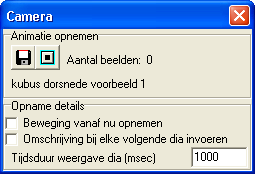 Camera
Animatie opnemen
Aantal beelden: 0
kubus dorsnede voorbeeld 1
Opname details
Beweging vanaf nu opnemen
Omschrijving bij elke volgende dia invoeren
Tijdsduur weergave dia (msec) 1000